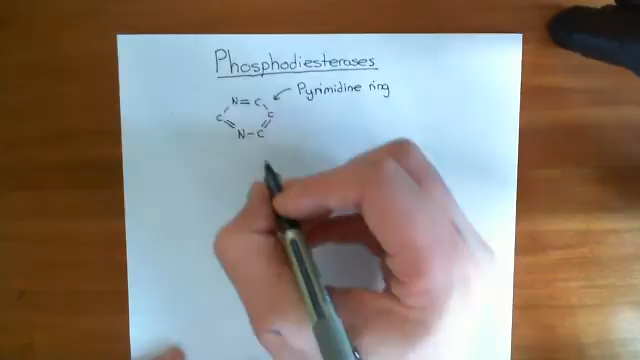 Phosphodiesterases
Pyrimidine ring
N=C
C C
N-C